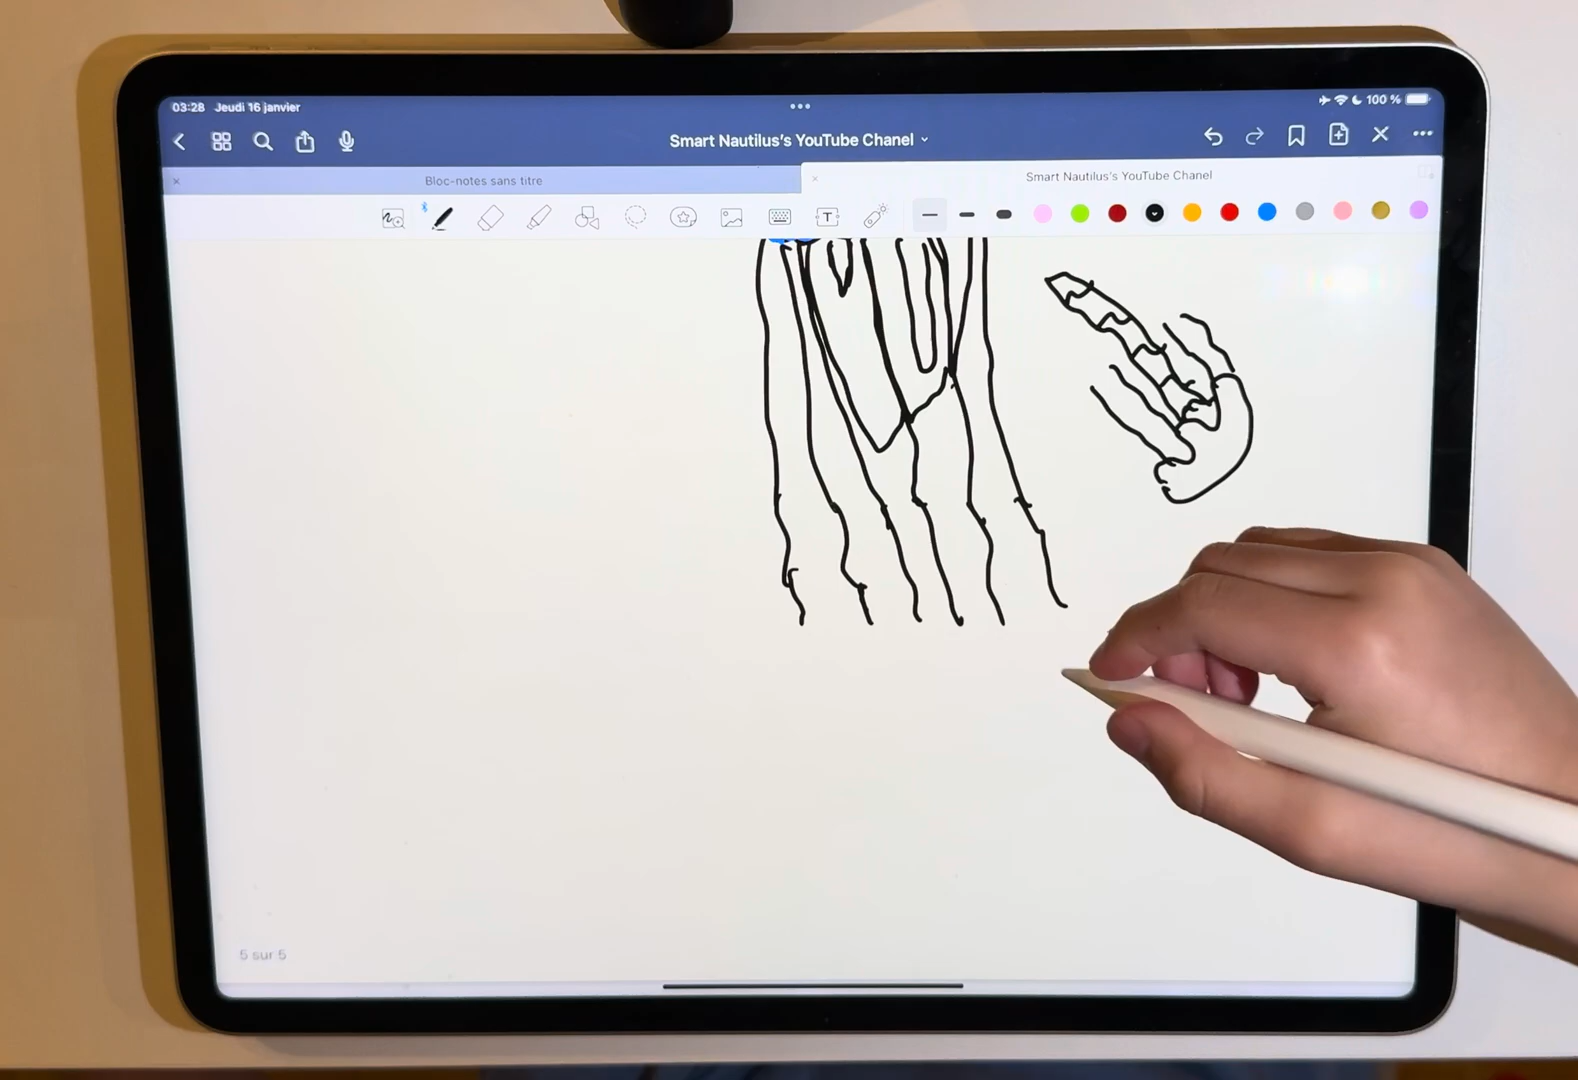 03:28 Jeudi 16 janvier
100 %
Smart Nautilus's YouTube Chanel
Bloc-notes sans titre
Smart Nautilus's YouTube Chanel
T
5 sur 5